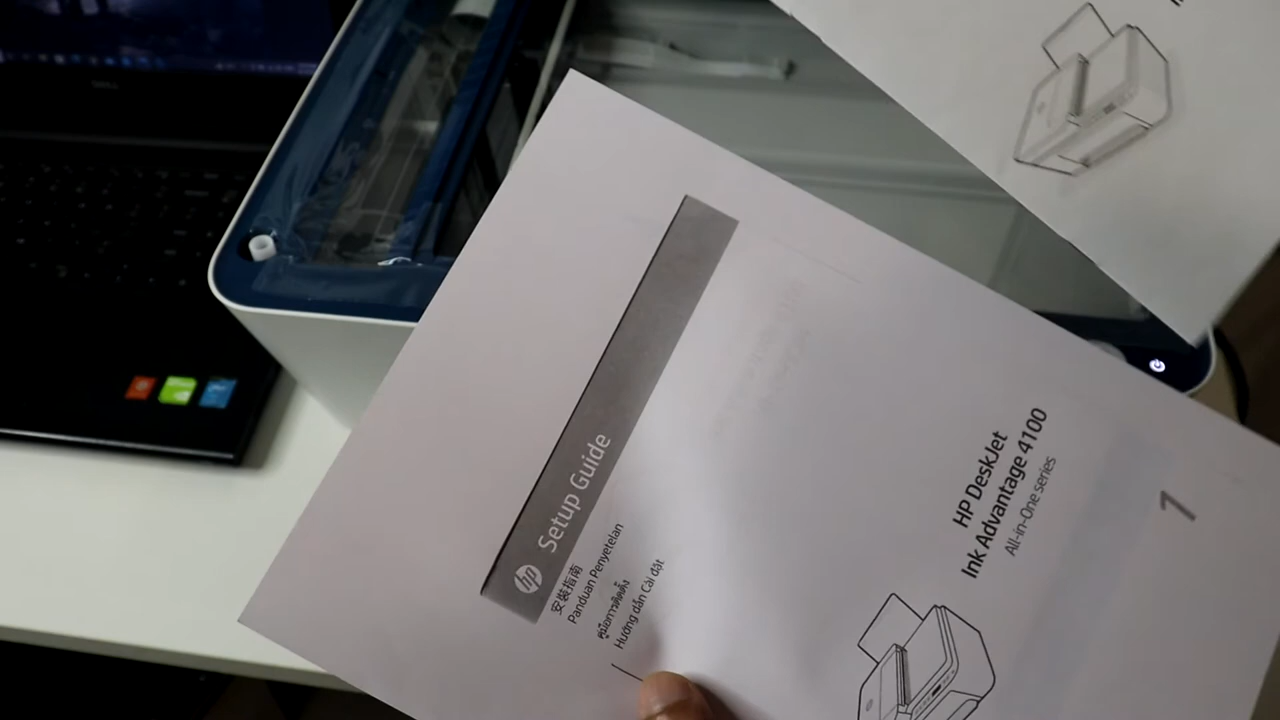 hp Setup Guide
安裝指南
Panduan Penyetelan
คู่มือการติดตั้ง
Hướng dẫn Cài đặt
HP DeskJet
Ink Advantage 4100
All-in-One series
1